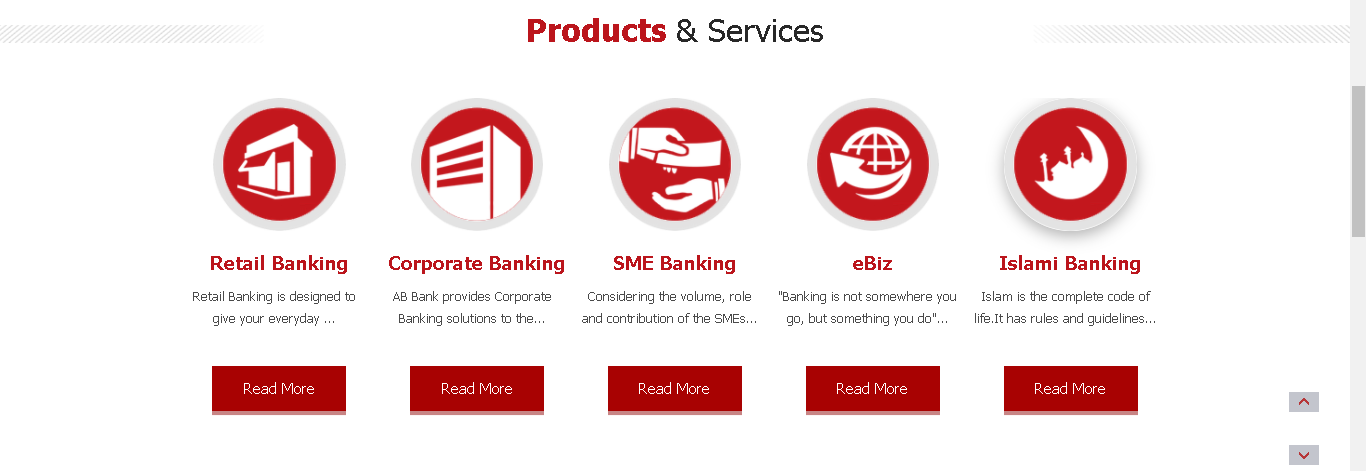 Products & Services
Retail Banking
Retail Banking is designed to
give your everyday ...
Read More
Corporate Banking
AB Bank provides Corporate
Banking solutions to the...
Read More
SME Banking
Considering the volume, role
and contribution of the SMEs...
Read More
eBiz
"Banking is not somewhere you
go, but something you do"...
Read More
Islami Banking
Islam is the complete code of
life.It has rules and guidelines...
Read More